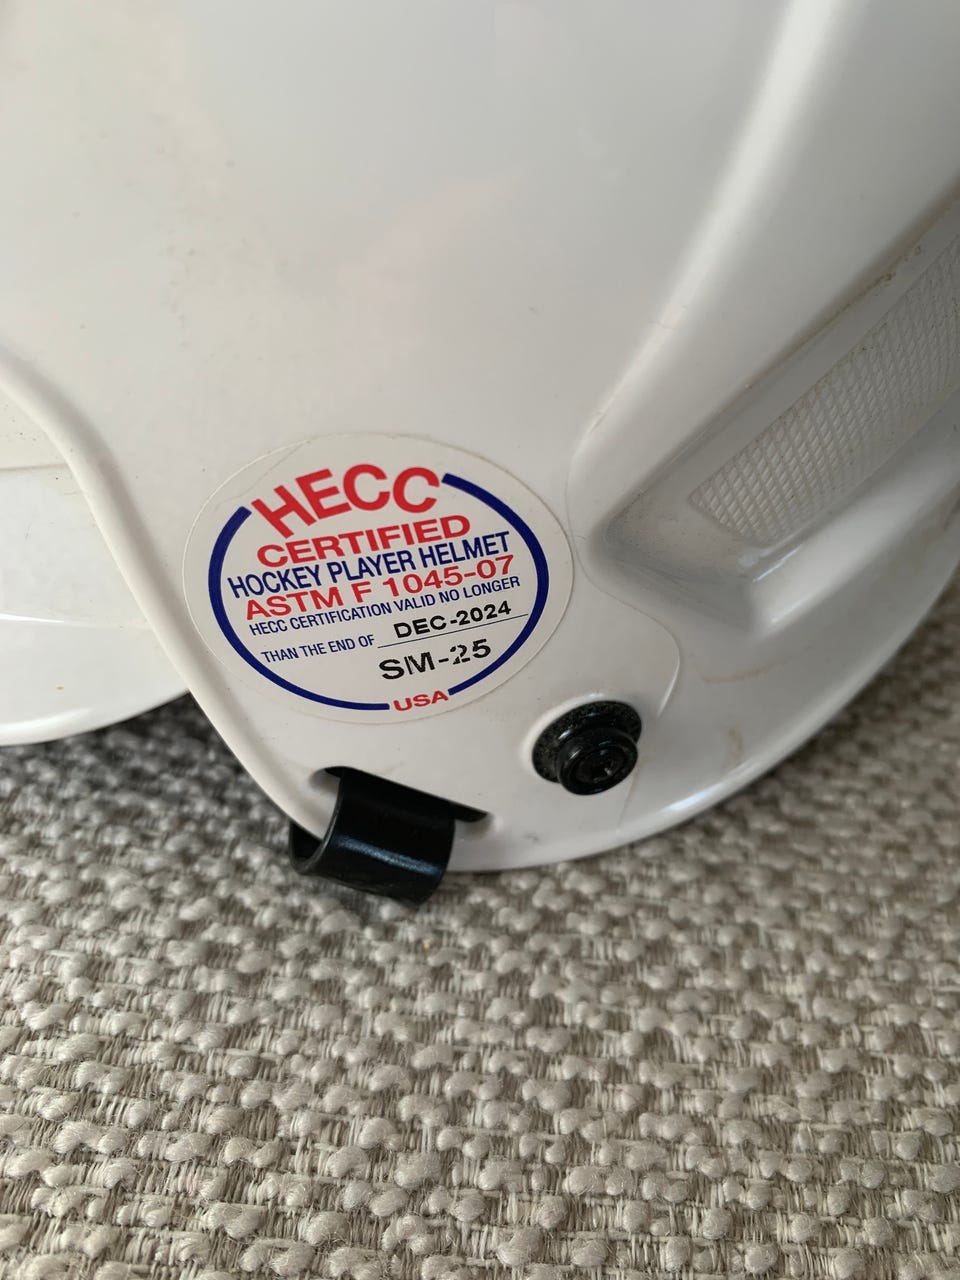 HECC
CERTIFIED
HOCKEY PLAYER HELMET
ASTM F 1045-07
HECC CERTIFICATION VALID NO LONGER
THAN THE END OF DEC-2024
SM-25
USA